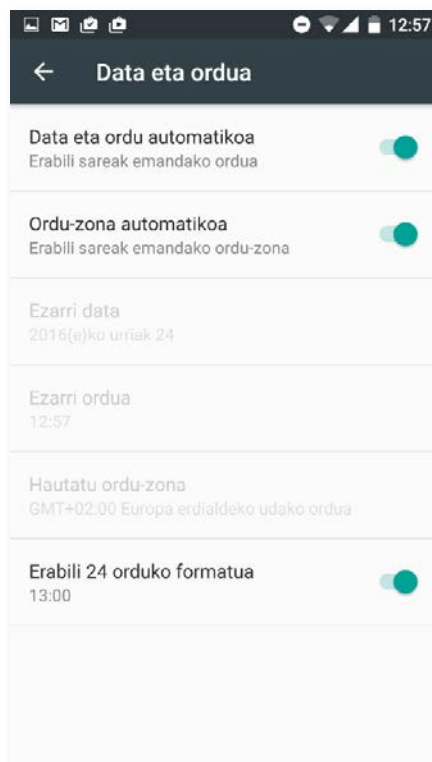 12:57
Data eta ordua
Data eta ordu automatikoa
Erabili sareak emandako ordua
Ordu-zona automatikoa
Erabili sareak emandako ordu-zona
Ezarri data
2016(e)ko urriak 24
Ezarri ordua
12:57
Hautatu ordu-zona
GMT+02:00 Europa erdialdeko udako ordua
Erabili 24 orduko formatua
13:00